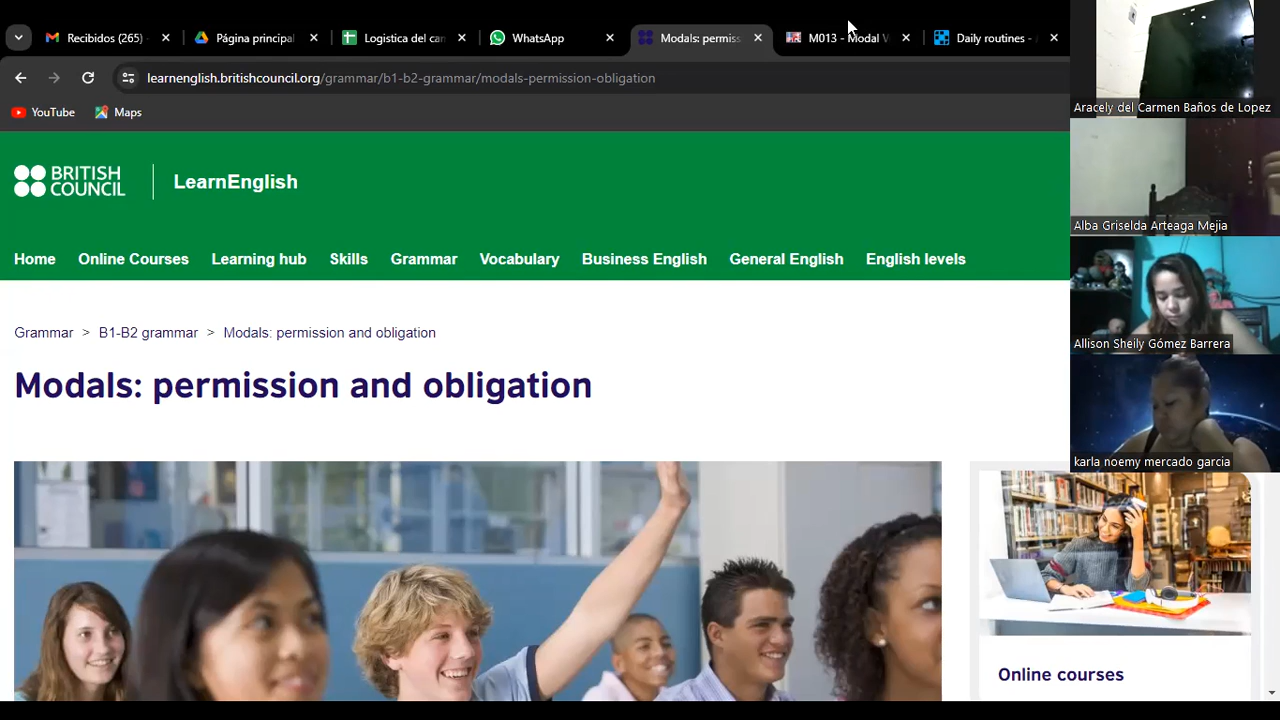 Recibidos (265)
Página principal
Logistica del car
WhatsApp
Modals: permiss
M013 - Modal V
Daily routines -
learnenglish.britishcouncil.org/grammar/b1-b2-grammar/modals-permission-obligation
YouTube
Maps
BRITISH
COUNCIL
LearnEnglish
Home Online Courses Learning hub Skills Grammar Vocabulary Business English General English English levels
Grammar > B1-B2 grammar > Modals: permission and obligation
Modals: permission and obligation
Online courses
Aracely del Carmen Baños de Lopez
Alba Griselda Arteaga Mejia
Allison Sheily Gómez Barrera
karla noemy mercado garcia